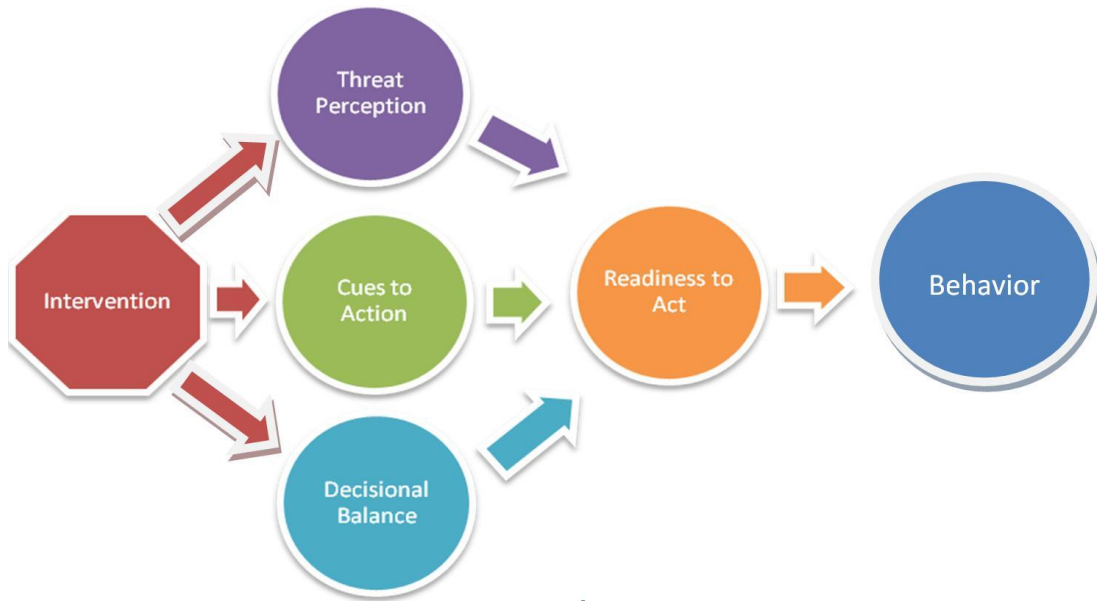 Threat
Perception
Intervention
Cues to
Action
Readiness to
Act
Behavior
Decisional
Balance